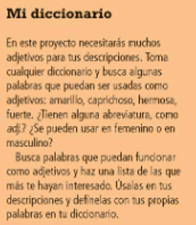 Mi diccionario
En este proyecto necesitarás muchos
adjetivos para tus descripciones. Toma
cualquier diccionario y busca algunas
palabras que puedan ser usadas como
adjetivos: amarillo, caprichoso, hermosa,
fuerte. ¿Tienen alguna abreviatura, como
adj.? ¿Se pueden usar en femenino o en
masculino?
Busca palabras que puedan funcionar
como adjetivos y haz una lista de las que
más te hayan interesado. Úsalas en tus
descripciones y defínelas con tus propias
palabras en tu diccionario.